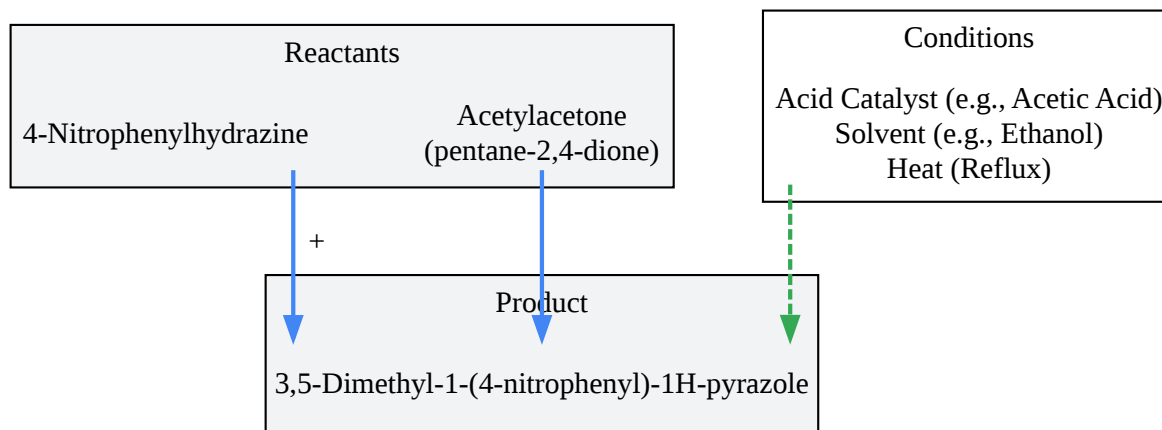 Reactants
4-Nitrophenylhydrazine
Acetylacetone
(pentane-2,4-dione)
Conditions
Acid Catalyst (e.g., Acetic Acid)
Solvent (e.g., Ethanol)
Heat (Reflux)
+
Product
3,5-Dimethyl-1-(4-nitrophenyl)-1H-pyrazole